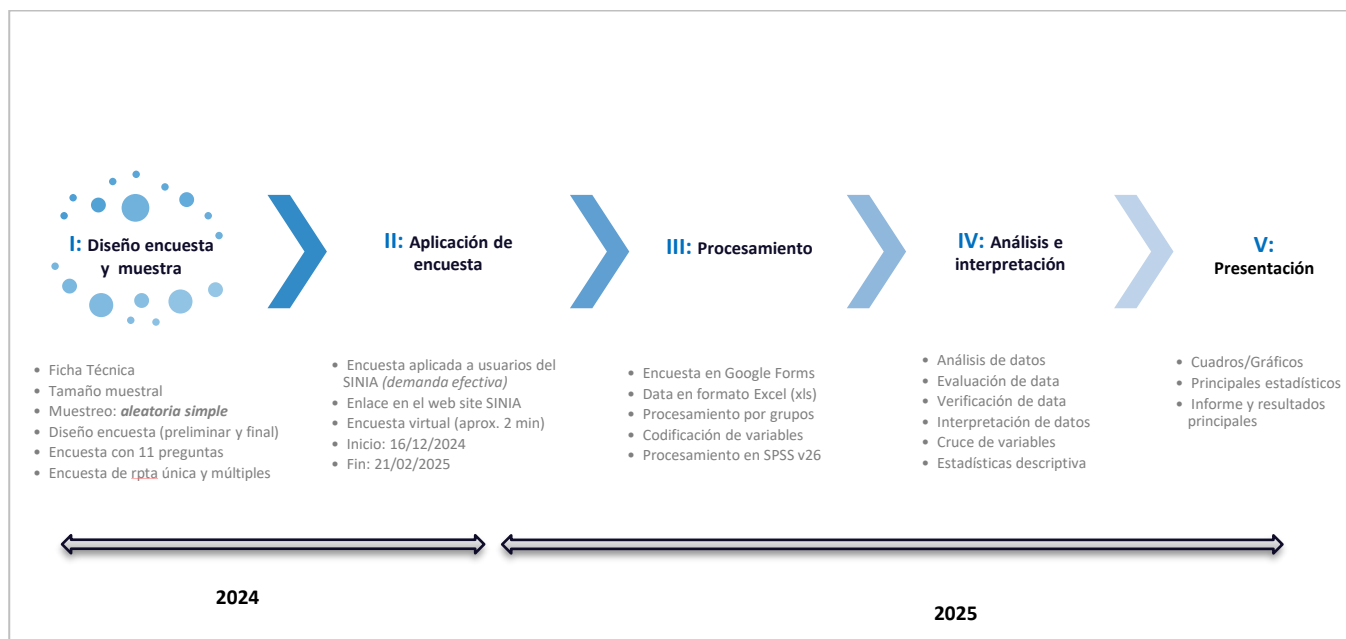 I: Diseño encuesta
y muestra
II: Aplicación de
encuesta
III: Procesamiento
IV: Análisis e
interpretación
V:
Presentación
• Ficha Técnica
• Tamaño muestral
• Muestreo: aleatoria simple
• Diseño encuesta (preliminar y final)
• Encuesta con 11 preguntas
• Encuesta de rpta única y múltiples
• Encuesta aplicada a usuarios del
SINIA (demanda efectiva)
• Enlace en el web site SINIA
• Encuesta virtual (aprox. 2 min)
• Inicio: 16/12/2024
• Fin: 21/02/2025
• Encuesta en Google Forms
• Data en formato Excel (xls)
• Procesamiento por grupos
• Codificación de variables
• Procesamiento en SPSS v26
• Análisis de datos
• Evaluación de data
• Verificación de data
• Interpretación de datos
• Cruce de variables
• Estadísticas descriptiva
• Cuadros/Gráficos
• Principales estadísticos
• Informe y resultados
principales
2024
2025